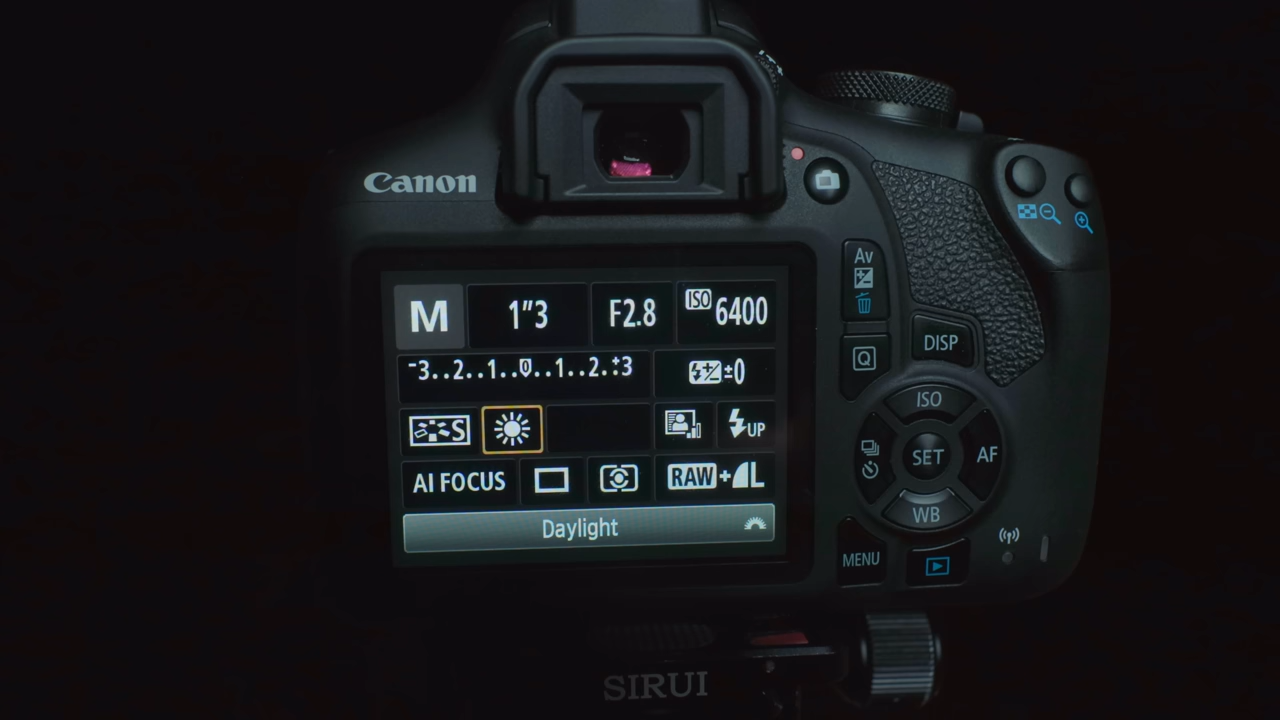 Canon
M 1"3 F2.8 ISO 6400
-3..2..1..0..1..2.:+3 ±0
S UP
AI FOCUS RAW+L
Daylight
Av
Q DISP
ISO
SET AF
WB
MENU
SIRUI